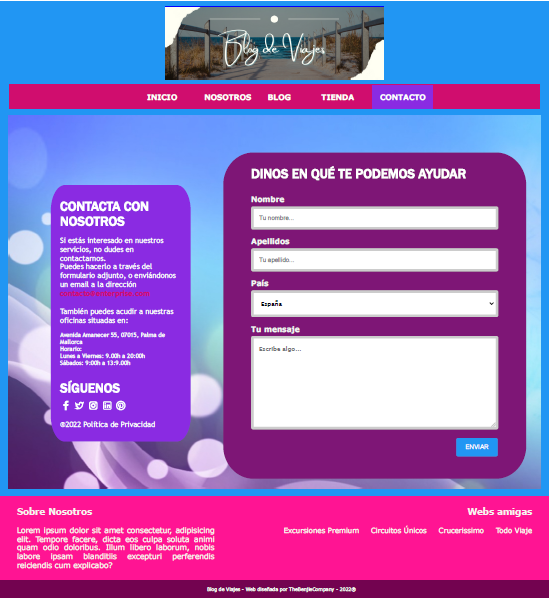 Blog de Viajes
INICIO NOSOTROS BLOG TIENDA CONTACTO
CONTACTA CON
NOSOTROS
Si estás interesado en nuestros
servicios, no dudes en
contactarnos.
Puedes hacerlo a través del
formulario adjunto, o enviándonos
un email a la dirección
También puedes acudir a nuestras
oficinas situadas en:
Avenida Amanecer 55, 07015, Palma de
Mallorca
Horario:
Lunes a Viernes: 9.00h a 20:00h
Sábados: 9:00h a 13:9.00h
SÍGUENOS
©2022 Política de Privacidad
DINOS EN QUÉ TE PODEMOS AYUDAR
Nombre
Tu nombre...
Apellidos
Tu apellido...
País
España
Tu mensaje
Escribe algo...
ENVIAR
Sobre Nosotros
Lorem ipsum dolor sit amet consectetur, adipisicing
elit. Tempore facere, dicta eos culpa soluta animi
quam odio doloribus. Illum libero laborum, nobis
labore ipsam blanditiis excepturi perferendis
reiciendis cum explicabo?
Webs amigas
Excursiones Premium Circuitos Únicos Crucerissimo Todo Viaje
Blog de Viajes - Web diseñada por TheBenjieCompany - 2022@